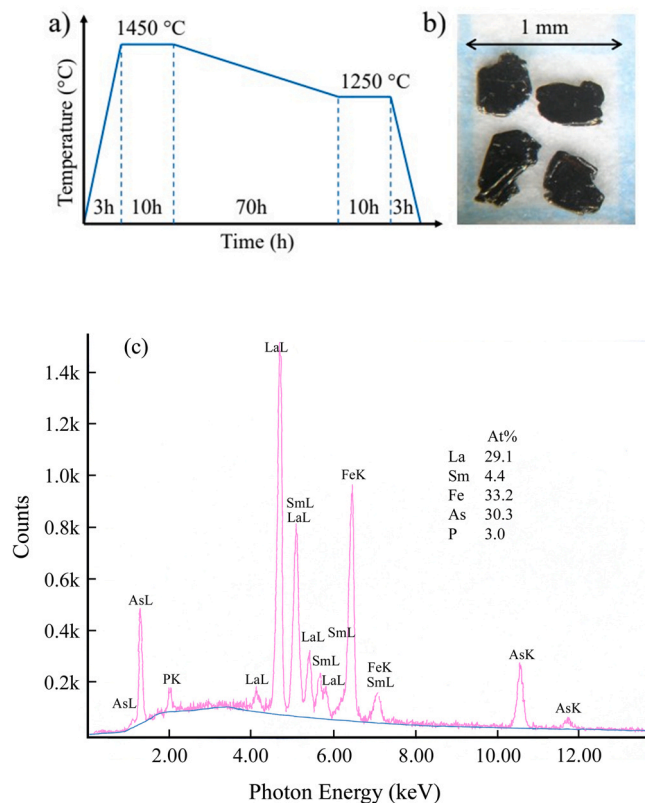 a)
1450 °C
1250 °C
Temperature (°C)
3h
10h
70h
10h
3h
Time (h)
b)
1 mm
(c)
1.4k
1.2k
1.0k
0.8k
0.6k
0.4k
0.2k
Counts
LaL
SmL
LaL
FeK
At%
La 29.1
Sm 4.4
Fe 33.2
As 30.3
P 3.0
AsL
AsL
PK
LaL
LaL
SmL
LaL
SmL
FeK
SmL
AsK
AsK
2.00 4.00 6.00 8.00 10.00 12.00
Photon Energy (keV)